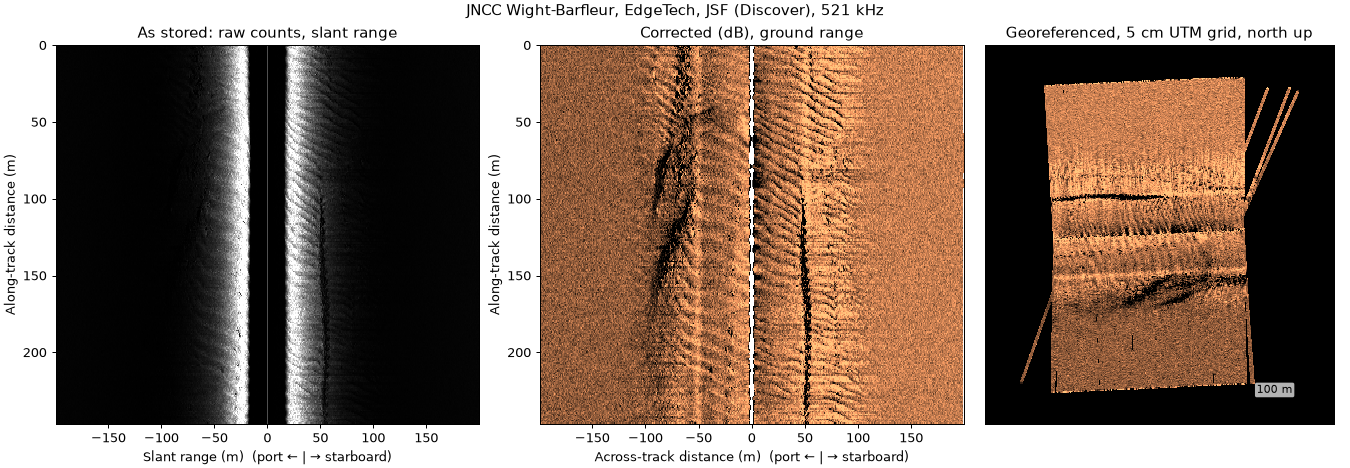 JNCC Wight-Barfleur, EdgeTech, JSF (Discover), 521 kHz
As stored: raw counts, slant range
Corrected (dB), ground range
Georeferenced, 5 cm UTM grid, north up
Along-track distance (m)
0
50
100
150
200
−150
−100
−50
0
50
100
150
Slant range (m) (port ← | → starboard)
Along-track distance (m)
0
50
100
150
200
−150
−100
−50
0
50
100
150
Across-track distance (m) (port ← | → starboard)
100 m